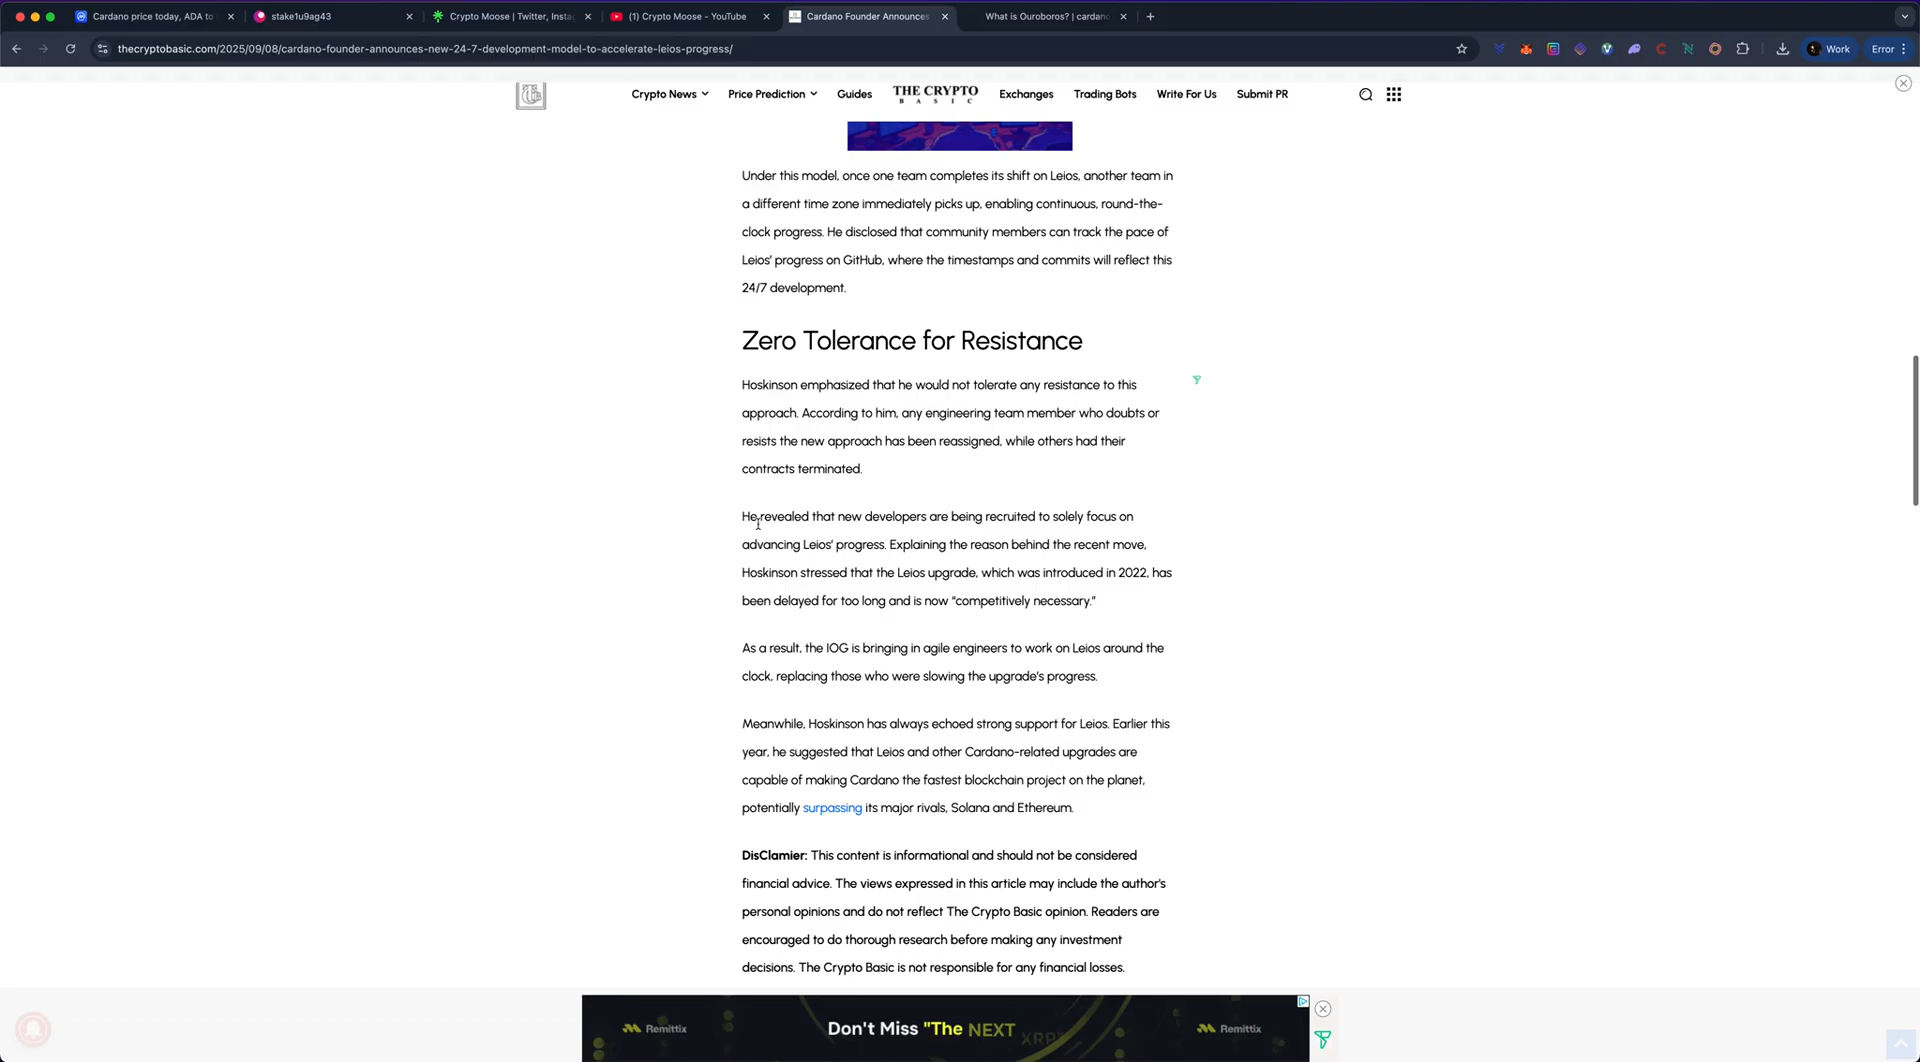 Cardano price today, ADA to
stake1u9ag43
Crypto Moose | Twitter, Insta
(1) Crypto Moose - YouTube
Cardano Founder Announces
What is Ouroboros? | cardano
thecryptobasic.com/2025/09/08/cardano-founder-announces-new-24-7-development-model-to-accelerate-leios-progress/
Work
Error
Crypto News
Price Prediction
Guides
THE CRYPTO
BASIC
Exchanges
Trading Bots
Write For Us
Submit PR
Under this model, once one team completes its shift on Leios, another team in
a different time zone immediately picks up, enabling continuous, round-the-
clock progress. He disclosed that community members can track the pace of
Leios’ progress on GitHub, where the timestamps and commits will reflect this
24/7 development.
Zero Tolerance for Resistance
Hoskinson emphasized that he would not tolerate any resistance to this
approach. According to him, any engineering team member who doubts or
resists the new approach has been reassigned, while others had their
contracts terminated.
He revealed that new developers are being recruited to solely focus on
advancing Leios’ progress. Explaining the reason behind the recent move,
Hoskinson stressed that the Leios upgrade, which was introduced in 2022, has
been delayed for too long and is now “competitively necessary.”
As a result, the IOG is bringing in agile engineers to work on Leios around the
clock, replacing those who were slowing the upgrade’s progress.
Meanwhile, Hoskinson has always echoed strong support for Leios. Earlier this
year, he suggested that Leios and other Cardano-related upgrades are
capable of making Cardano the fastest blockchain project on the planet,
potentially surpassing its major rivals, Solana and Ethereum.
DisClamier: This content is informational and should not be considered
financial advice. The views expressed in this article may include the author's
personal opinions and do not reflect The Crypto Basic opinion. Readers are
encouraged to do thorough research before making any investment
decisions. The Crypto Basic is not responsible for any financial losses.
Remittix
Don't Miss "The NEXT
XRP"
Remittix